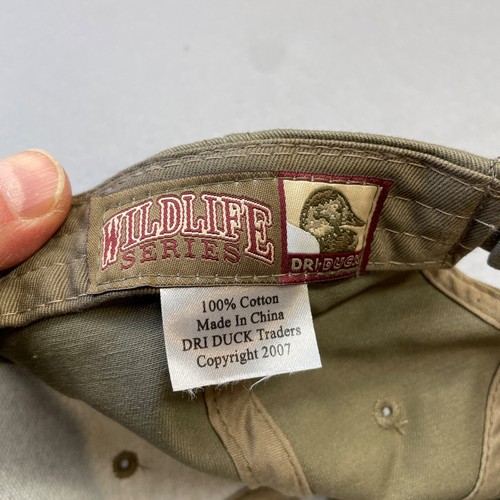 WILDLIFE
SERIES
DRI·DUCK
100% Cotton
Made In China
DRI DUCK Traders
Copyright 2007